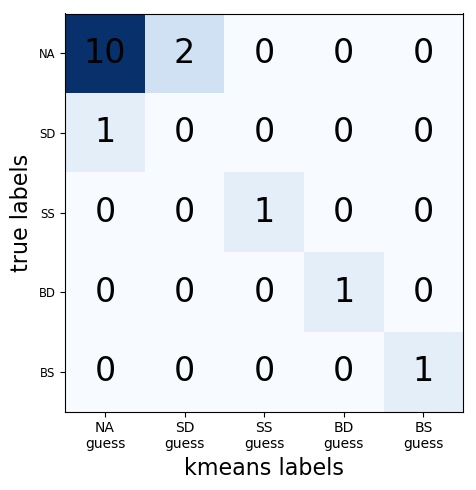 NA 10 2 0 0 0
SD 1 0 0 0 0
SS 0 0 1 0 0
BD 0 0 0 1 0
BS 0 0 0 0 1
NA guess SD guess SS guess BD guess BS guess
kmeans labels
true labels